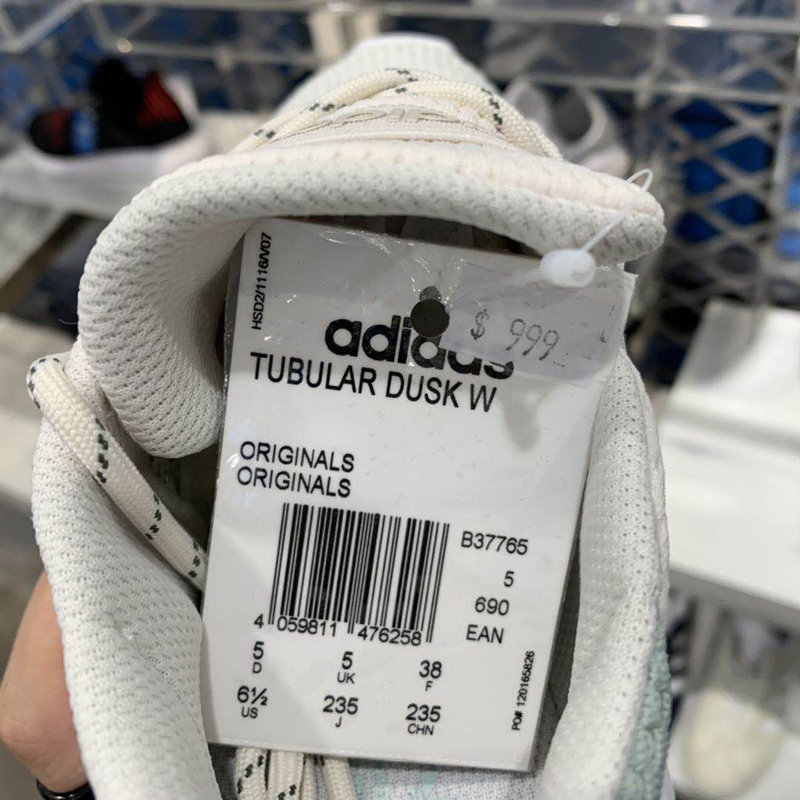 HSD2/1116/V07
adidas
$ 999
TUBULAR DUSK W
ORIGINALS
ORIGINALS
B37765
5
690
EAN
4 059811 476258
5 5 38
D UK F
6½ 235 235
US J CHN
PO# 120165826